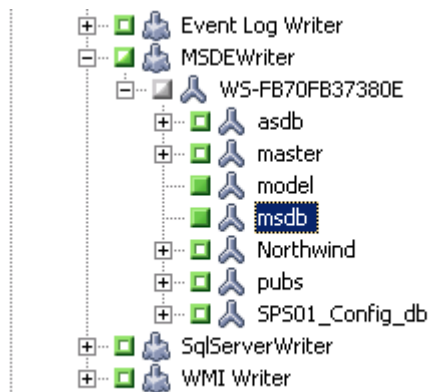 Event Log Writer
MSDEWriter
WS-FB70FB37380E
asdb
master
model
msdb
Northwind
pubs
SPS01_Config_db
SqlServerWriter
WMI Writer